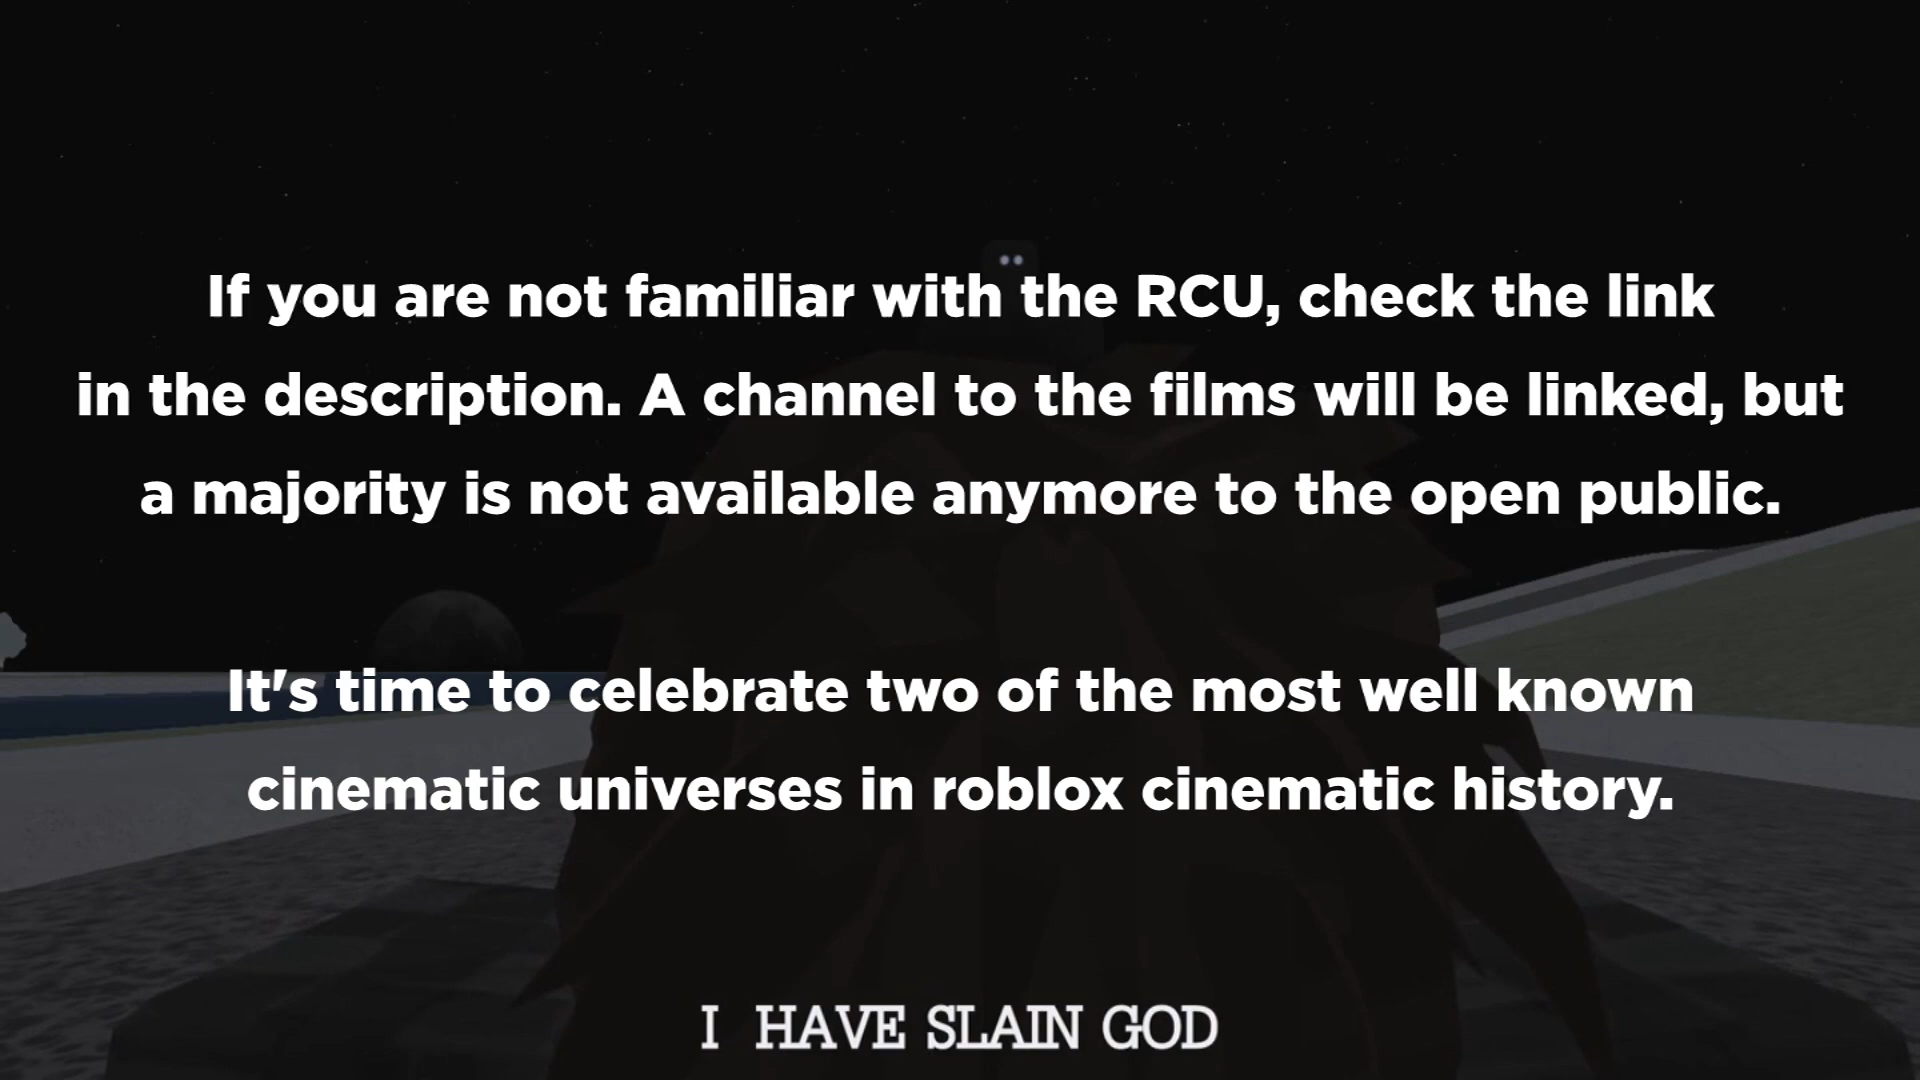 If you are not familiar with the RCU, check the link
in the description. A channel to the films will be linked, but
a majority is not available anymore to the open public.
It's time to celebrate two of the most well known
cinematic universes in roblox cinematic history.
I HAVE SLAIN GOD